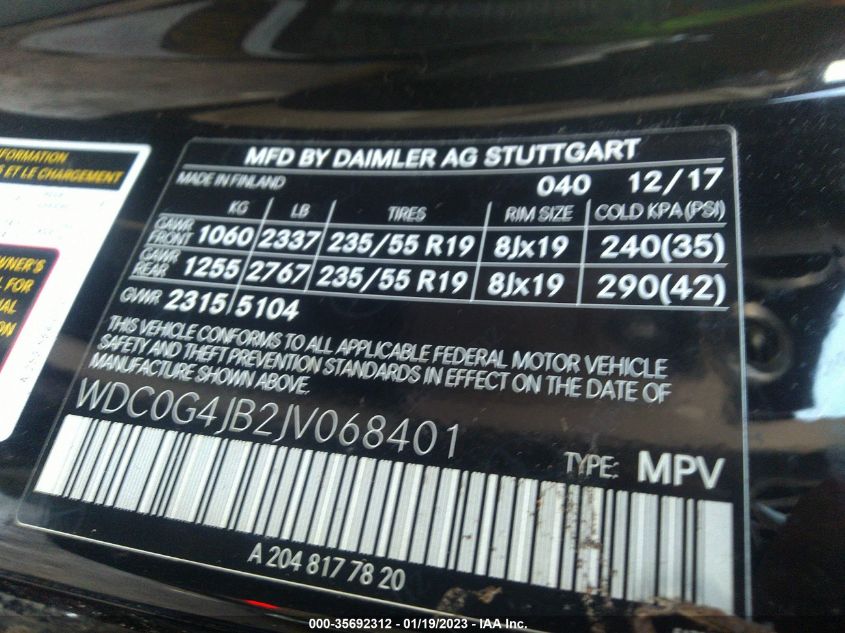 FORMATION
ET LE CHARGEMENT
WNER'S
FOR
MFD BY DAIMLER AG STUTTGART
MADE IN FINLAND 040 12/17
KG LB TIRES RIM SIZE COLD KPA(PSI)
GAWR FRONT 1060 2337 235/55 R19 8Jx19 240(35)
GAWR REAR 1255 2767 235/55 R19 8Jx19 290(42)
GVWR 2315 5104
THIS VEHICLE CONFORMS TO ALL APPLICABLE FEDERAL MOTOR VEHICLE
SAFETY AND THEFT PREVENTION STANDARDS IN EFFECT ON THE DATE OF
MANUFACTURE SHOWN ABOVE.
WDC0G4JB2JV068401
TYPE: MPV
A 204 817 78 20
000-35692312 - 01/19/2023 - IAA Inc.